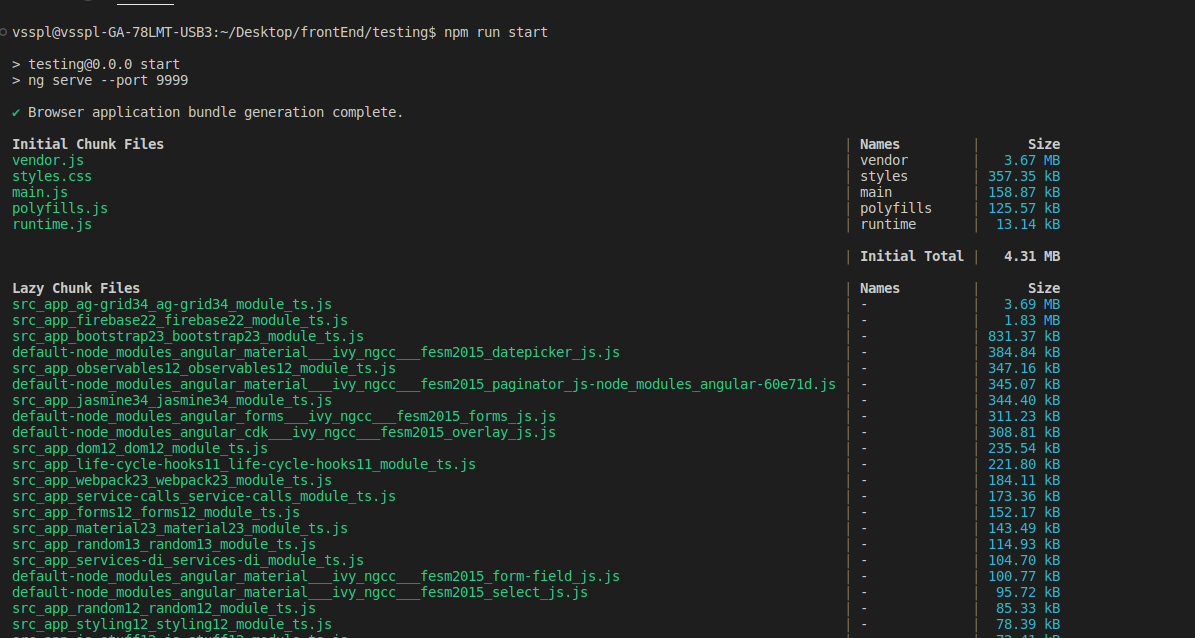 vsspl@vsspl-GA-78LMT-USB3:~/Desktop/frontEnd/testing$ npm run start
> testing@0.0.0 start
> ng serve --port 9999
✔ Browser application bundle generation complete.
Initial Chunk Files | Names | Size
vendor.js | vendor | 3.67 MB
styles.css | styles | 357.35 kB
main.js | main | 158.87 kB
polyfills.js | polyfills | 125.57 kB
runtime.js | runtime | 13.14 kB
| Initial Total | 4.31 MB
Lazy Chunk Files | Names | Size
src_app_ag-grid34_ag-grid34_module_ts.js | - | 3.69 MB
src_app_firebase22_firebase22_module_ts.js | - | 1.83 MB
src_app_bootstrap23_bootstrap23_module_ts.js | - | 831.37 kB
default-node_modules_angular_material___ivy_ngcc___fesm2015_datepicker_js.js | - | 384.84 kB
src_app_observables12_observables12_module_ts.js | - | 347.16 kB
default-node_modules_angular_material___ivy_ngcc___fesm2015_paginator_js-node_modules_angular-60e71d.js | - | 345.07 kB
src_app_jasmine34_jasmine34_module_ts.js | - | 344.40 kB
default-node_modules_angular_forms___ivy_ngcc___fesm2015_forms_js.js | - | 311.23 kB
default-node_modules_angular_cdk___ivy_ngcc___fesm2015_overlay_js.js | - | 308.81 kB
src_app_dom12_dom12_module_ts.js | - | 235.54 kB
src_app_life-cycle-hooks11_life-cycle-hooks11_module_ts.js | - | 221.80 kB
src_app_webpack23_webpack23_module_ts.js | - | 184.11 kB
src_app_service-calls_service-calls_module_ts.js | - | 173.36 kB
src_app_forms12_forms12_module_ts.js | - | 152.17 kB
src_app_material23_material23_module_ts.js | - | 143.49 kB
src_app_random13_random13_module_ts.js | - | 114.93 kB
src_app_services-di_services-di_module_ts.js | - | 104.70 kB
default-node_modules_angular_material___ivy_ngcc___fesm2015_form-field_js.js | - | 100.77 kB
default-node_modules_angular_material___ivy_ngcc___fesm2015_select_js.js | - | 95.72 kB
src_app_random12_random12_module_ts.js | - | 85.33 kB
src_app_styling12_styling12_module_ts.js | - | 78.39 kB